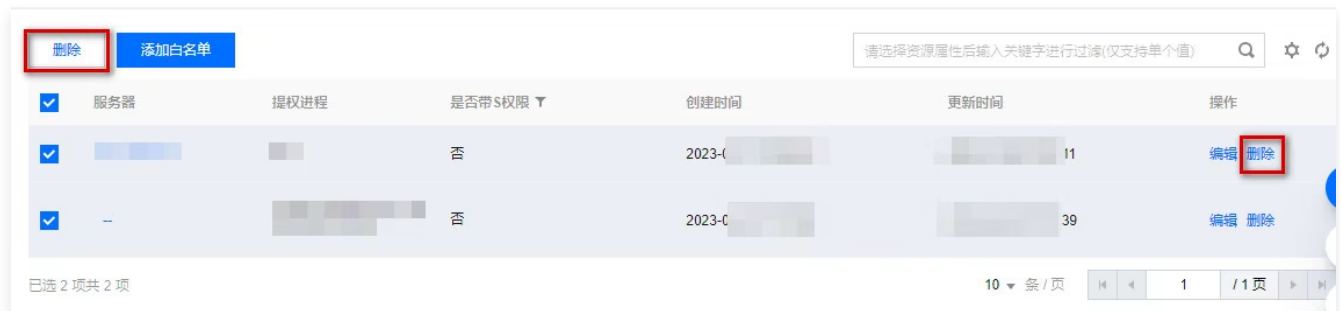 删除 添加白名单 请选择资源属性后输入关键字进行过滤(仅支持单个值)
服务器 提权进程 是否带S权限 创建时间 更新时间 操作
否 2023-0 11 编辑 删除
-- 否 2023-0 39 编辑 删除
已选 2 项共 2 项 10 条 / 页 1 / 1 页